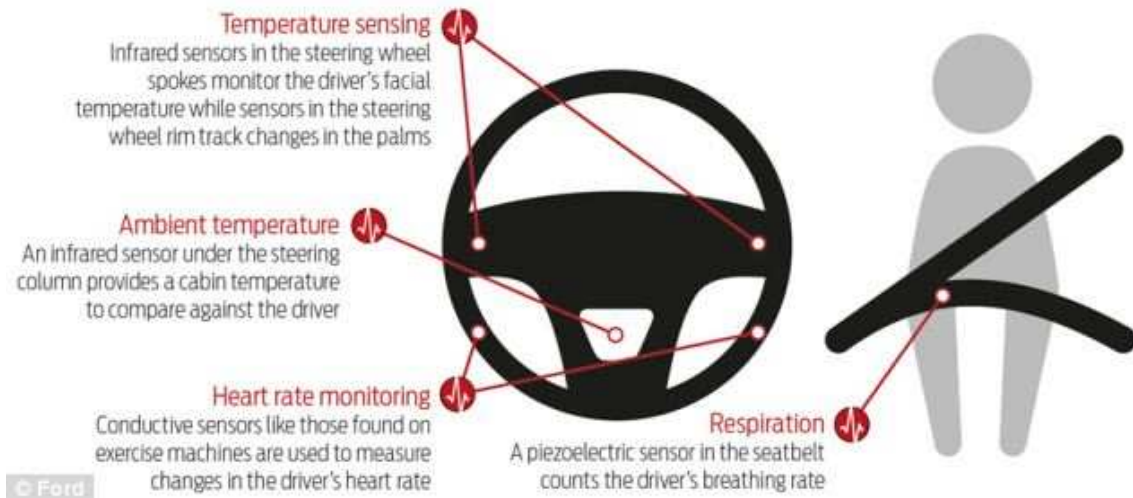 Temperature sensing
Infrared sensors in the steering wheel
spokes monitor the driver's facial
temperature while sensors in the steering
wheel rim track changes in the palms
Ambient temperature
An infrared sensor under the steering
column provides a cabin temperature
to compare against the driver
Heart rate monitoring
Conductive sensors like those found on
exercise machines are used to measure
changes in the driver's heart rate
Respiration
A piezoelectric sensor in the seatbelt
counts the driver's breathing rate
© Ford